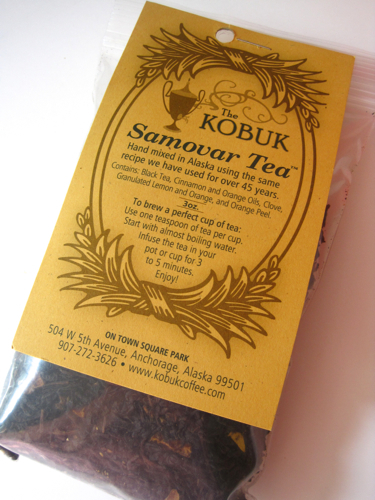 The
KOBUK
Samovar Tea™
Hand mixed in Alaska using the same
recipe we have used for over 45 years.
Contains: Black Tea, Cinnamon and Orange Oils, Clove,
Granulated Lemon and Orange, and Orange Peel.
3oz.
To brew a perfect cup of tea:
Use one teaspoon of tea per cup.
Start with almost boiling water.
Infuse the tea in your
pot or cup for 3
to 5 minutes.
Enjoy!
ON TOWN SQUARE PARK
504 W 5th Avenue, Anchorage, Alaska 99501
907-272-3626 • www.kobukcoffee.com